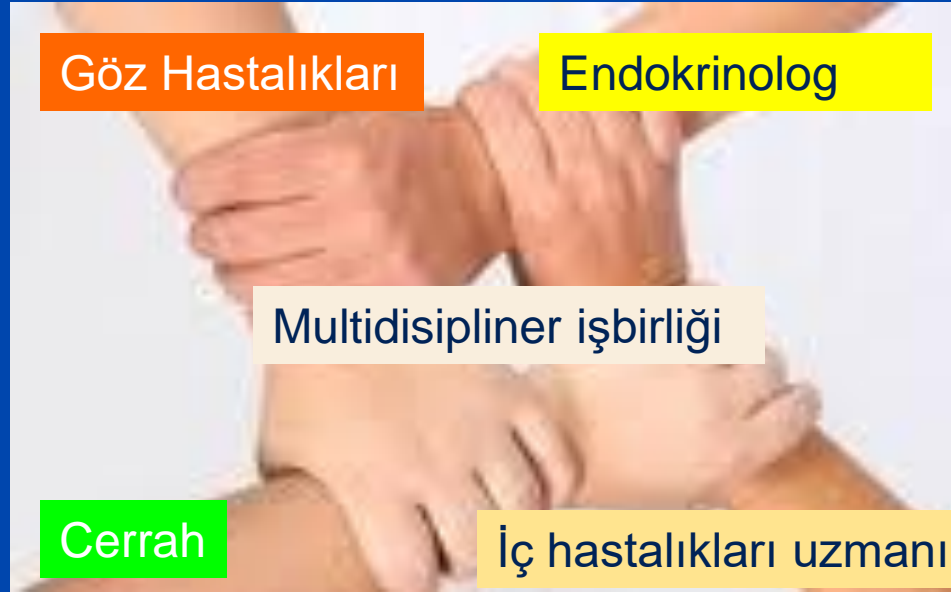 Göz Hastalıkları
Endokrinolog
Multidisipliner işbirliği
Cerrah
İç hastalıkları uzmanı